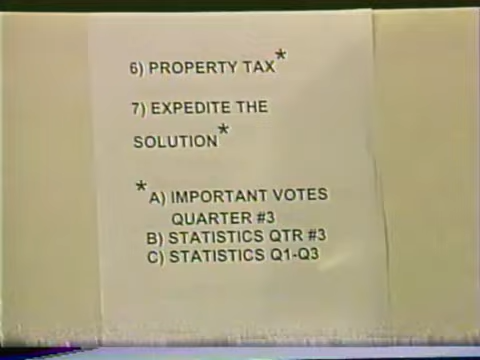 6) PROPERTY TAX*
7) EXPEDITE THE
SOLUTION*
*A) IMPORTANT VOTES
QUARTER #3
B) STATISTICS QTR #3
C) STATISTICS Q1-Q3